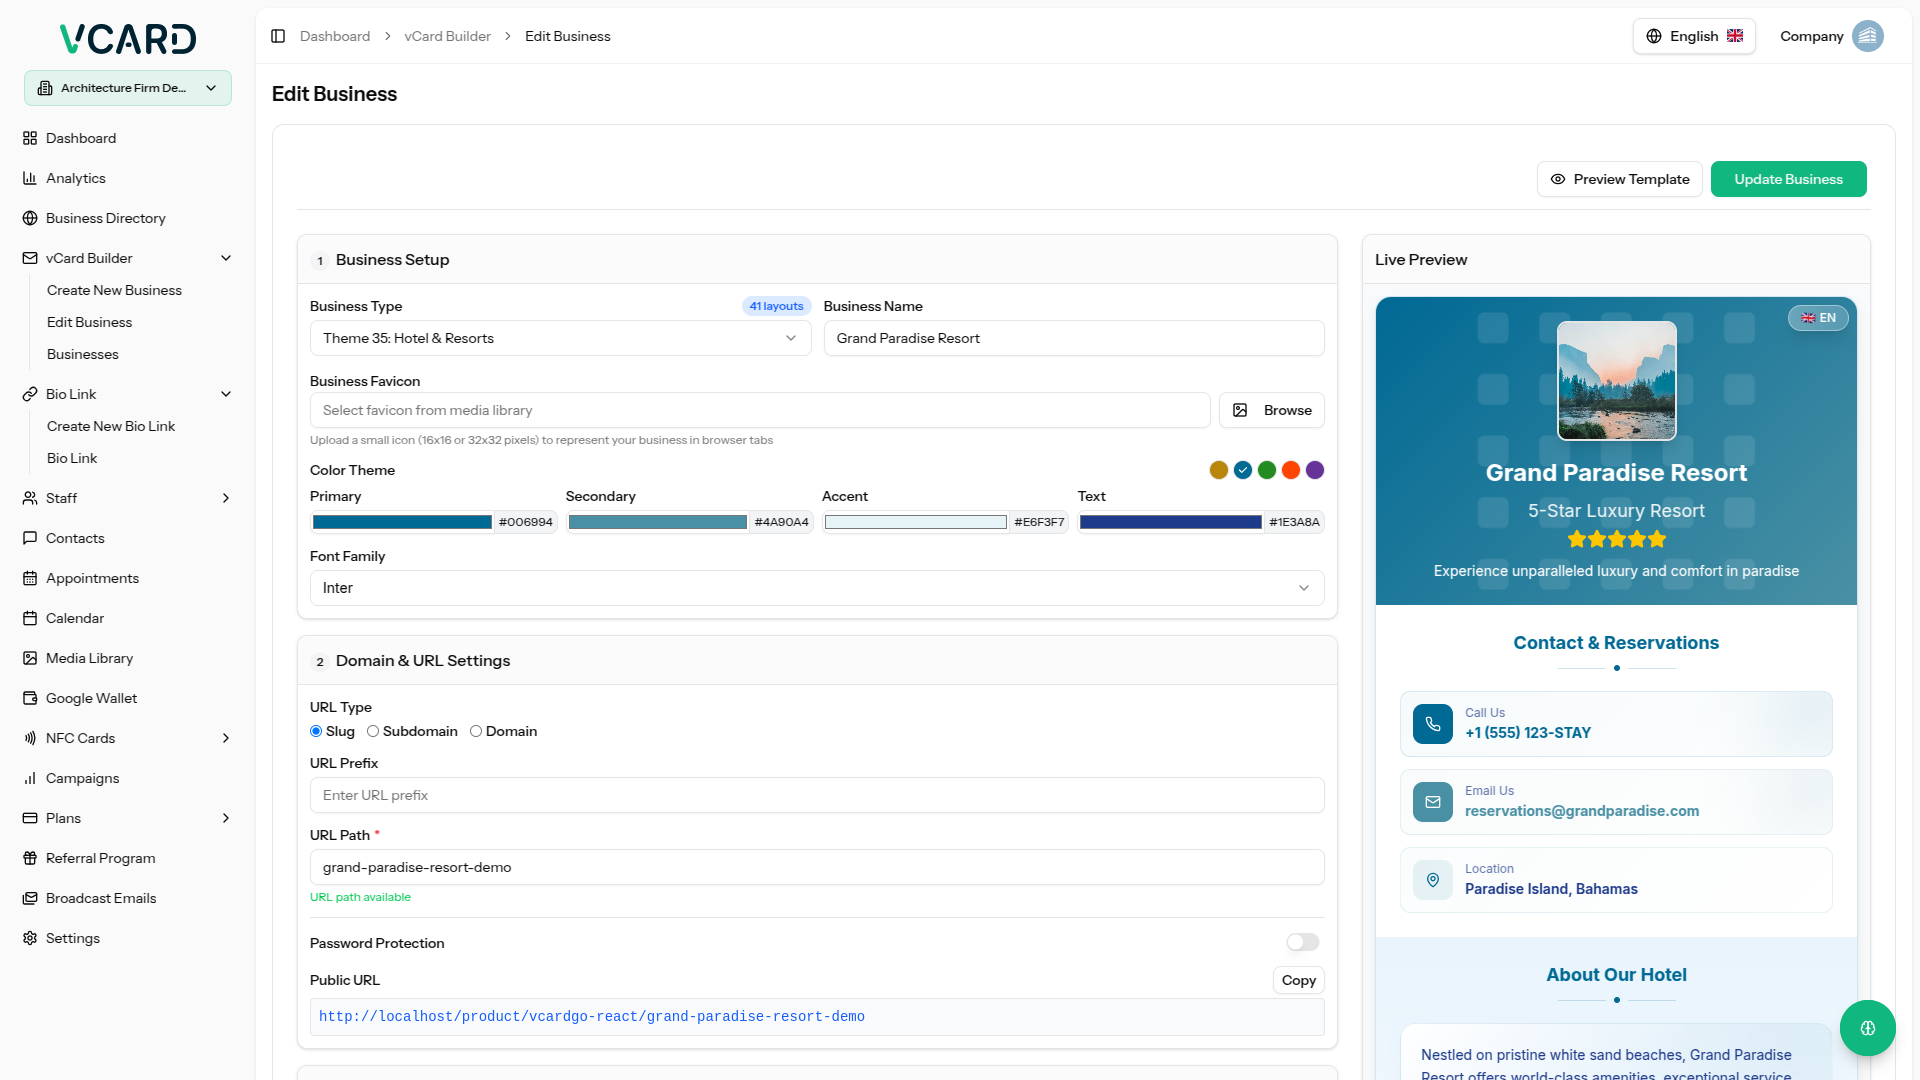 VCARD
Architecture Firm De...
Dashboard
Analytics
Business Directory
vCard Builder
Create New Business
Edit Business
Businesses
Bio Link
Create New Bio Link
Bio Link
Staff
Contacts
Appointments
Calendar
Media Library
Google Wallet
NFC Cards
Campaigns
Plans
Referral Program
Broadcast Emails
Settings
Dashboard > vCard Builder > Edit Business
English
Company
Edit Business
Preview Template
Update Business
1 Business Setup
Business Type
41 layouts
Theme 35: Hotel & Resorts
Business Name
Grand Paradise Resort
Business Favicon
Select favicon from media library
Browse
Upload a small icon (16x16 or 32x32 pixels) to represent your business in browser tabs
Color Theme
Primary
Secondary
Accent
Text
#006994
#4A90A4
#E6F3F7
#1E3A8A
Font Family
Inter
2 Domain & URL Settings
URL Type
Slug
Subdomain
Domain
URL Prefix
Enter URL prefix
URL Path *
grand-paradise-resort-demo
URL path available
Password Protection
Public URL
Copy
http://localhost/product/vcardgo-react/grand-paradise-resort-demo
Live Preview
EN
Grand Paradise Resort
5-Star Luxury Resort
Experience unparalleled luxury and comfort in paradise
Contact & Reservations
Call Us
+1 (555) 123-STAY
Email Us
reservations@grandparadise.com
Location
Paradise Island, Bahamas
About Our Hotel
Nestled on pristine white sand beaches, Grand Paradise
Resort offers world-class amenities, exceptional service